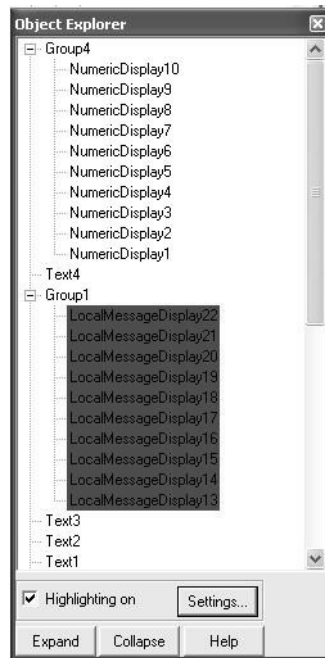 Object Explorer
Group4
NumericDisplay10
NumericDisplay9
NumericDisplay8
NumericDisplay7
NumericDisplay6
NumericDisplay5
NumericDisplay4
NumericDisplay3
NumericDisplay2
NumericDisplay1
Text4
Group1
LocalMessageDisplay22
LocalMessageDisplay21
LocalMessageDisplay20
LocalMessageDisplay19
LocalMessageDisplay18
LocalMessageDisplay17
LocalMessageDisplay16
LocalMessageDisplay15
LocalMessageDisplay14
LocalMessageDisplay13
Text3
Text2
Text1
Highlighting on Settings...
Expand Collapse Help